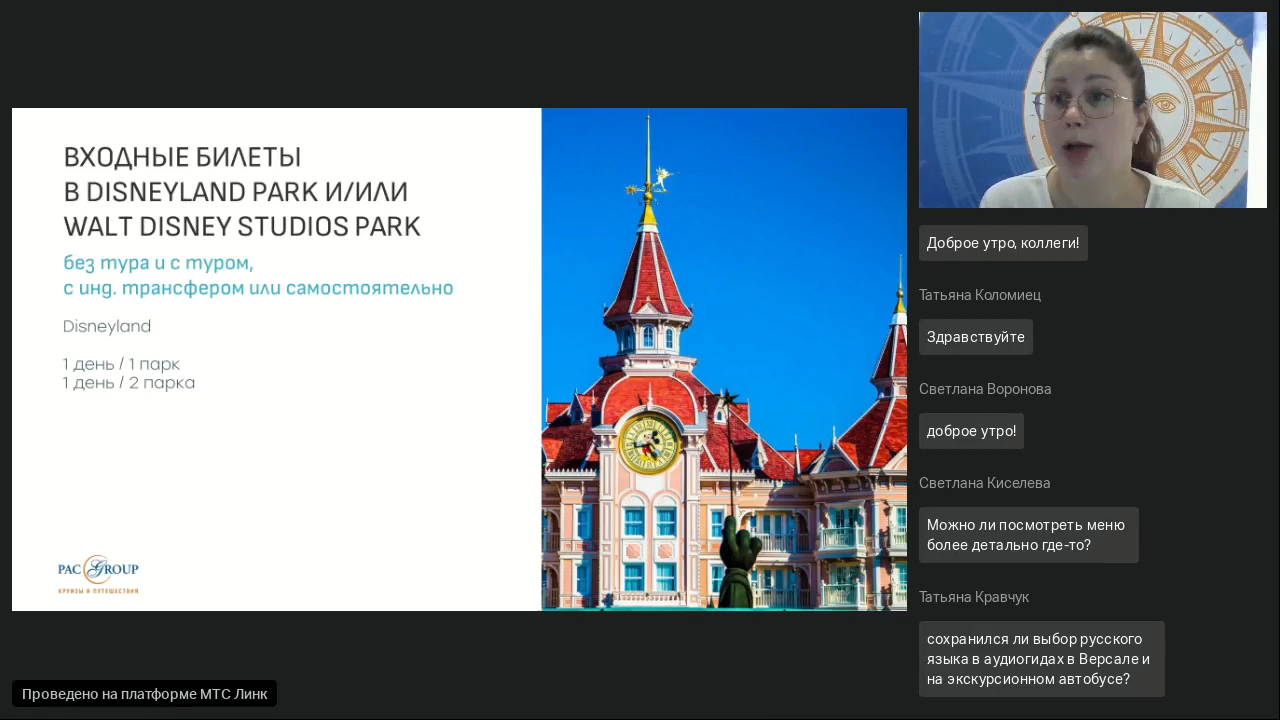 ВХОДНЫЕ БИЛЕТЫ
В DISNEYLAND PARK И/ИЛИ
WALT DISNEY STUDIOS PARK
без тура и с туром,
с инд. трансфером или самостоятельно
Disneyland
1 день / 1 парк
1 день / 2 парка
PAC GROUP
КРУИЗЫ И ПУТЕШЕСТВИЯ
Проведено на платформе МТС Линк
Доброе утро, коллеги!
Татьяна Коломиец
Здравствуйте
Светлана Воронова
доброе утро!
Светлана Киселева
Можно ли посмотреть меню
более детально где-то?
Татьяна Кравчук
сохранился ли выбор русского
языка в аудиогидах в Версале и
на экскурсионном автобусе?